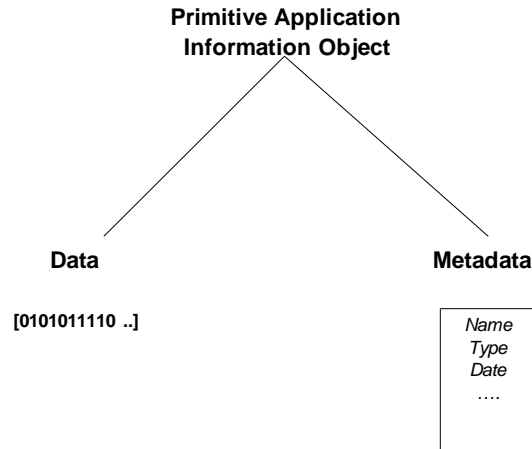 Primitive Application
Information Object
Data
Metadata
[0101011110 ..]
Name
Type
Date
....